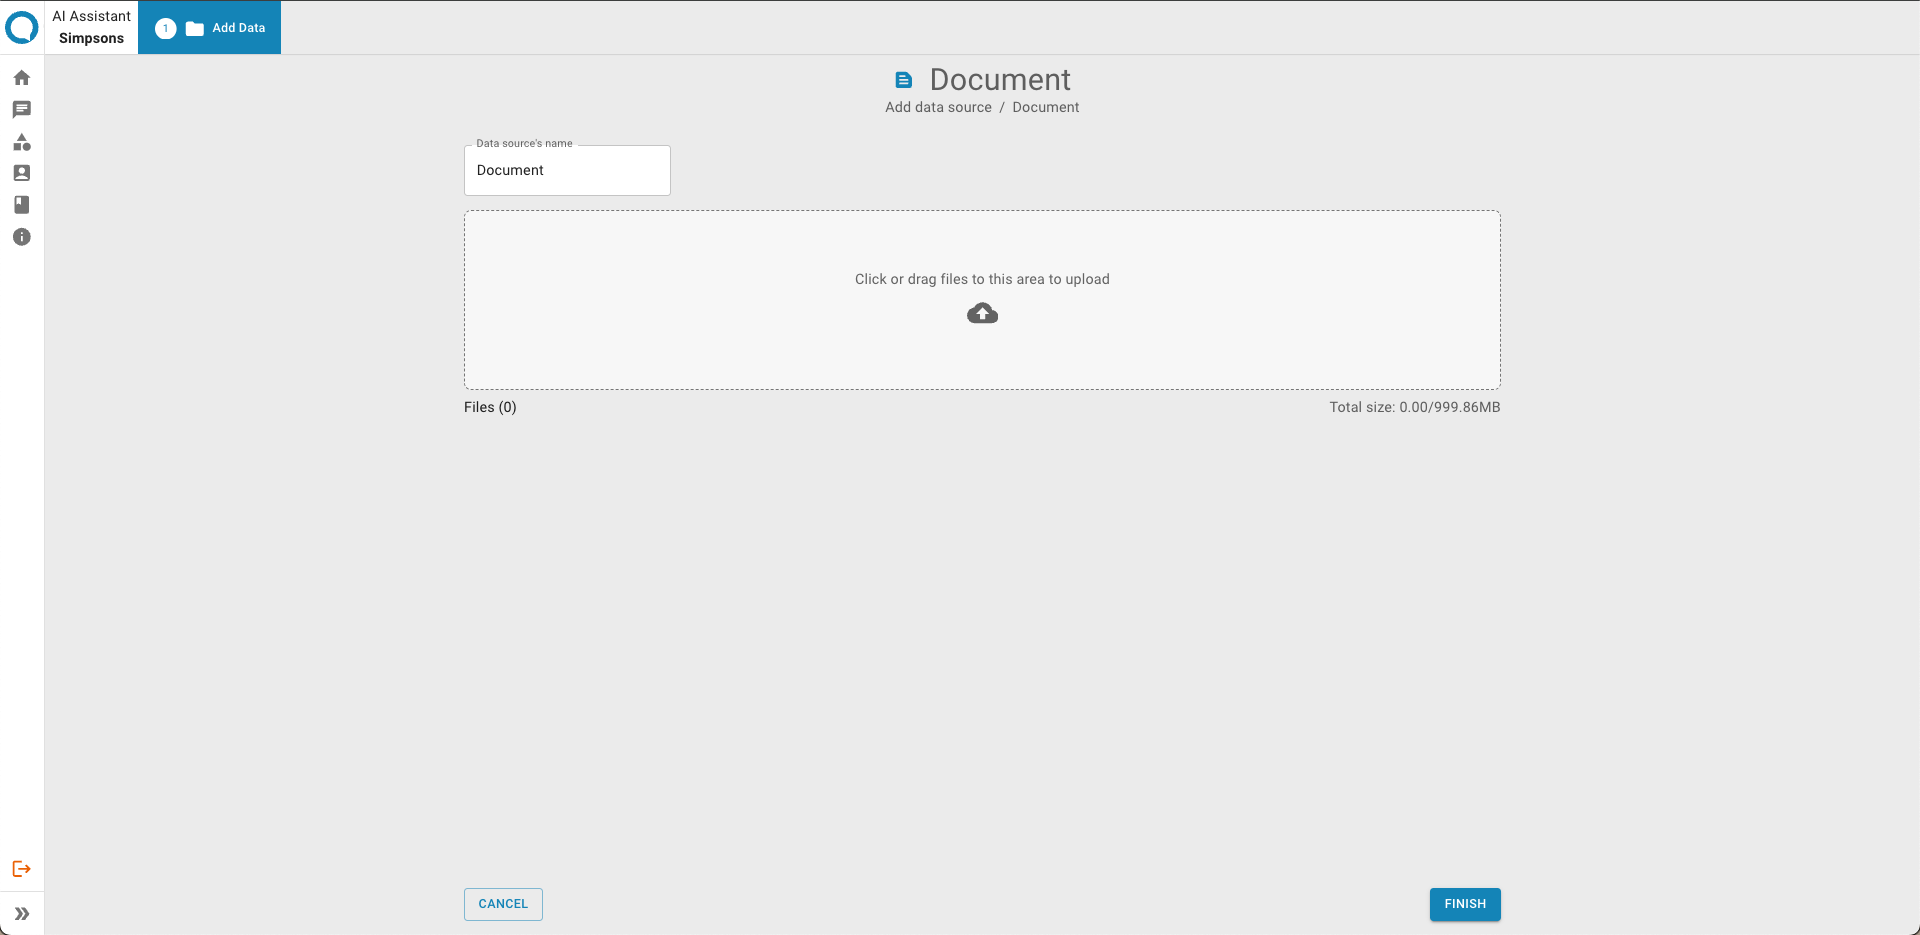 AI Assistant
Simpsons
1 Add Data
Document
Add data source / Document
Data source's name
Document
Click or drag files to this area to upload
Files (0)
Total size: 0.00/999.86MB
CANCEL
FINISH